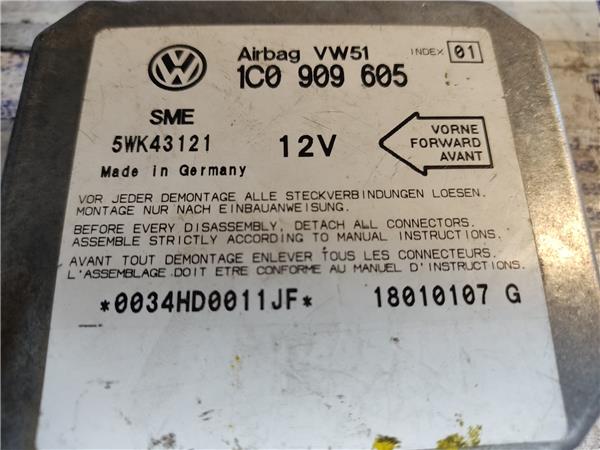 Airbag VW51 INDEX 01
1C0 909 605
SME
5WK43121 12V
Made in Germany
VORNE
FORWARD
AVANT
VOR JEDER DEMONTAGE ALLE STECKVERBINDUNGEN LOESEN.
MONTAGE NUR NACH EINBAUANWEISUNG.
BEFORE EVERY DISASSEMBLY, DETACH ALL CONNECTORS.
ASSEMBLE STRICTLY ACCORDING TO MANUAL INSTRUCTIONS.
AVANT TOUT DEMONTAGE ENLEVER TOUS LES CONNECTEURS.
L'ASSEMBLAGE DOIT ETRE CONFORME AU MANUEL D'INSTRUCTIONS.
*0034HD0011JF* 18010107 G